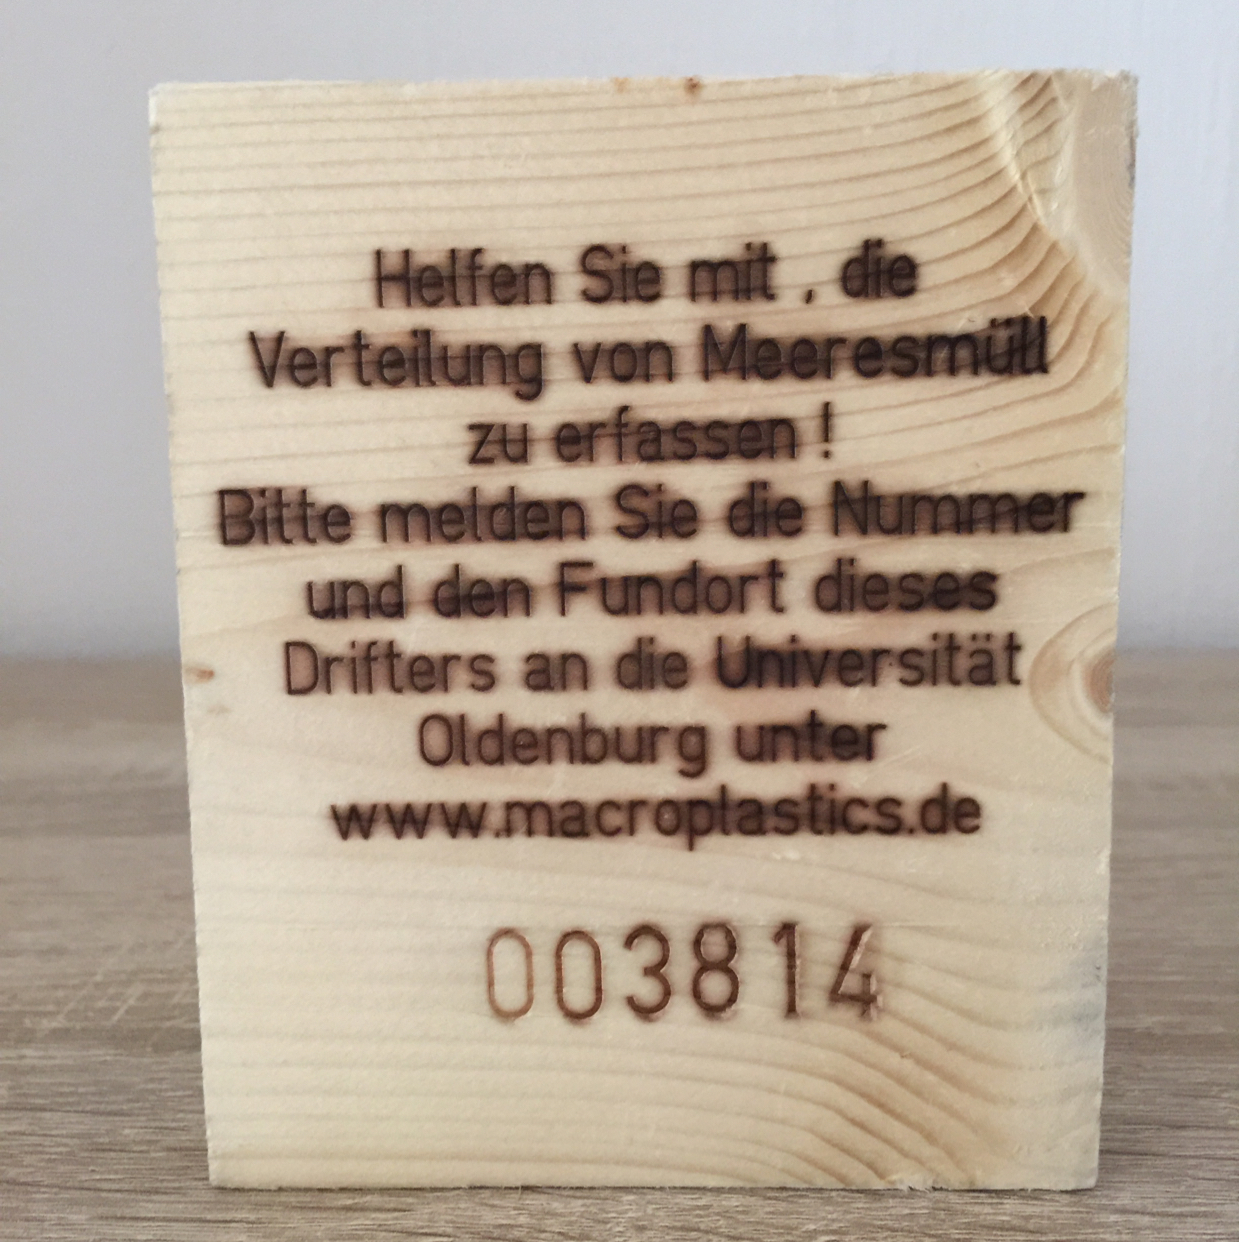 Helfen Sie mit , die
Verteilung von Meeresmüll
zu erfassen !
Bitte melden Sie die Nummer
und den Fundort dieses
Drifters an die Universität
Oldenburg unter
www.macroplastics.de
003814